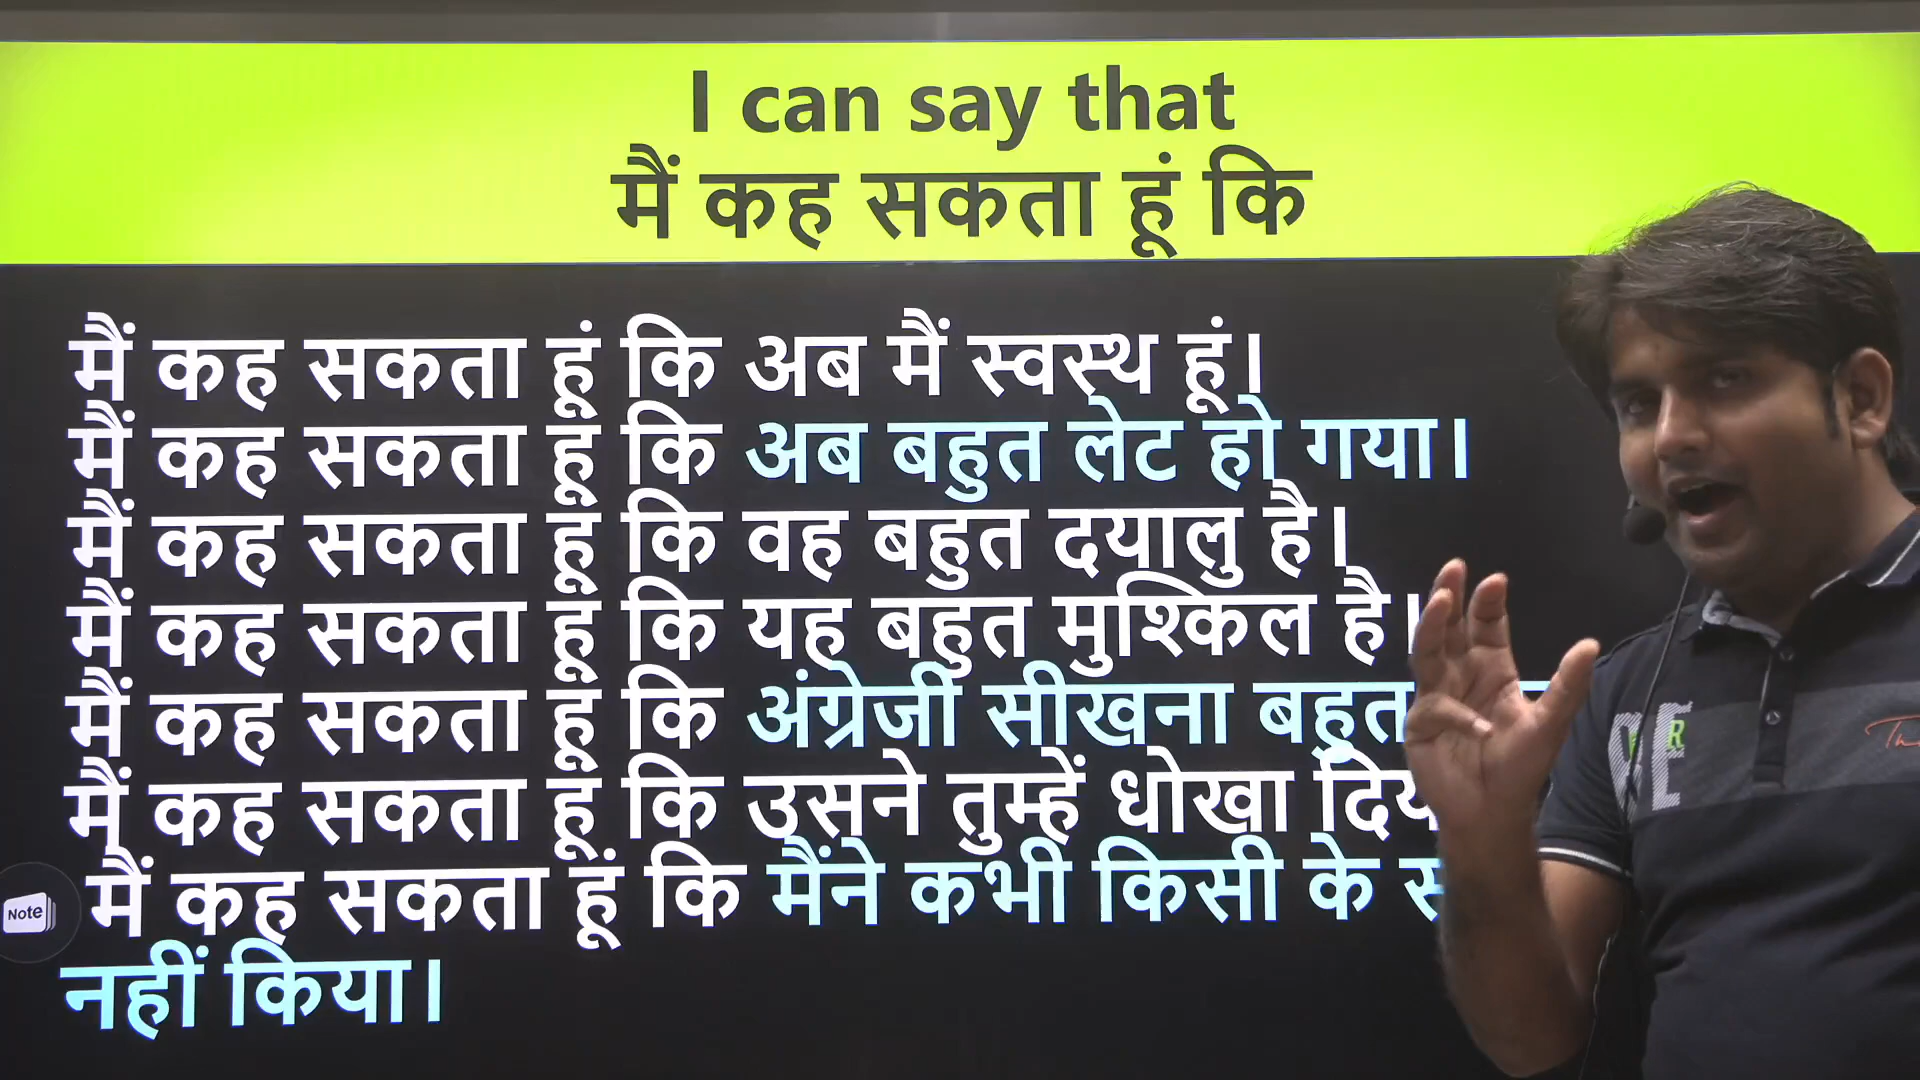 I can say that
मैं कह सकता हूं कि
मैं कह सकता हूं कि अब मैं स्वस्थ हूं।
मैं कह सकता हूं कि अब बहुत लेट हो गया।
मैं कह सकता हूं कि वह बहुत दयालु है।
मैं कह सकता हूं कि यह बहुत मुश्किल है।
मैं कह सकता हूं कि अंग्रेजी सीखना बहुत
मैं कह सकता हूं कि उसने तुम्हें धोखा
मैं कह सकता हूं कि मैंने कभी किसी के
नहीं किया।
Note